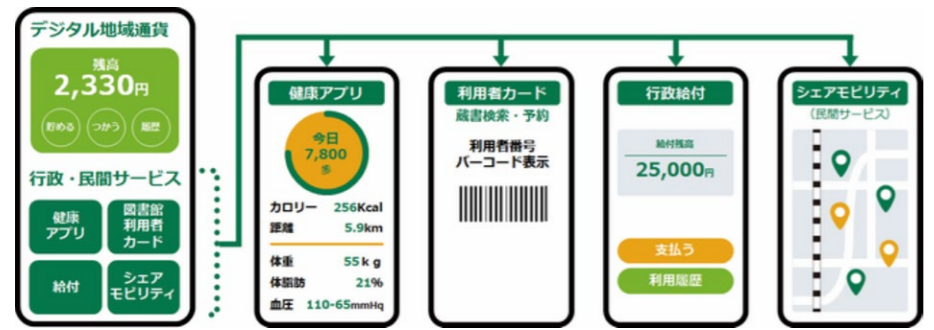 デジタル地域通貨
残高
2,330円
貯める つかう 履歴
行政・民間サービス
健康
アプリ
図書館
利用者
カード
給付
シェア
モビリティ
健康アプリ
今日
7,800
歩
カロリー 256Kcal
距離 5.9km
体重 55kg
体脂肪 21%
血圧 110-65mmHq
利用者カード
蔵書検索・予約
利用者番号
バーコード表示
行政給付
給付残高
25,000円
支払う
利用履歴
シェアモビリティ
(民間サービス)